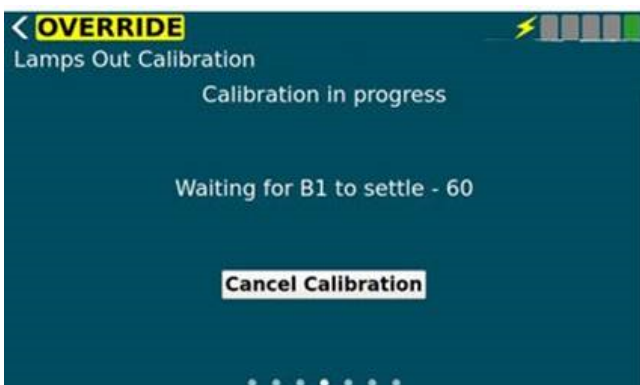 OVERRIDE
Lamps Out Calibration
Calibration in progress
Waiting for B1 to settle - 60
Cancel Calibration